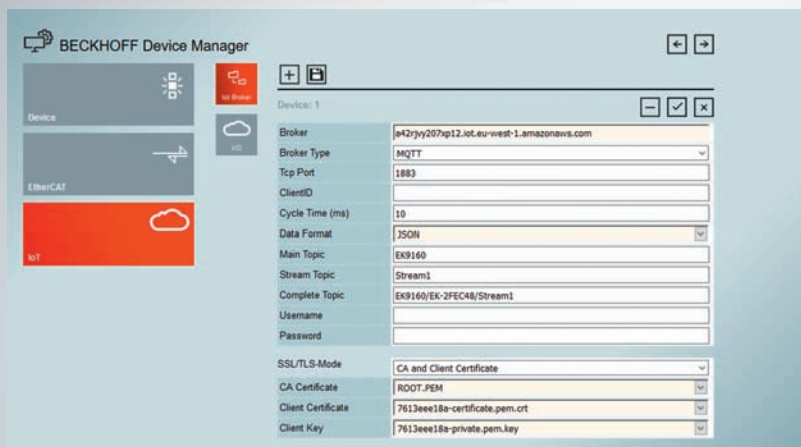 BECKHOFF Device Manager
Device
EtherCAT
IoT
Iot Broker
I/O
Device: 1
Broker a42rjvy207xp12.iot.eu-west-1.amazonaws.com
Broker Type MQTT
Tcp Port 1883
ClientID
Cycle Time (ms) 10
Data Format JSON
Main Topic EK9160
Stream Topic Stream1
Complete Topic EK9160/EK-2FEC48/Stream1
Username
Password
SSL/TLS-Mode CA and Client Certificate
CA Certificate ROOT.PEM
Client Certificate 7613eee18a-certificate.pem.crt
Client Key 7613eee18a-private.pem.key